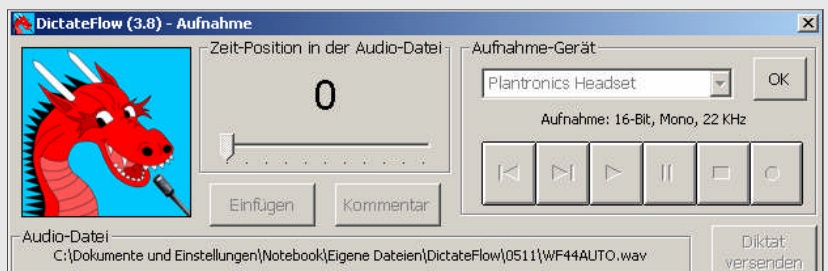 DictateFlow (3.8) - Aufnahme
Zeit-Position in der Audio-Datei
0
Aufnahme-Gerät
Plantronics Headset
OK
Aufnahme: 16-Bit, Mono, 22 KHz
Einfügen
Kommentar
Audio-Datei
C:\Dokumente und Einstellungen\Notebook\Eigene Dateien\DictateFlow\0511\WF44AUTO.wav
Diktat
versenden